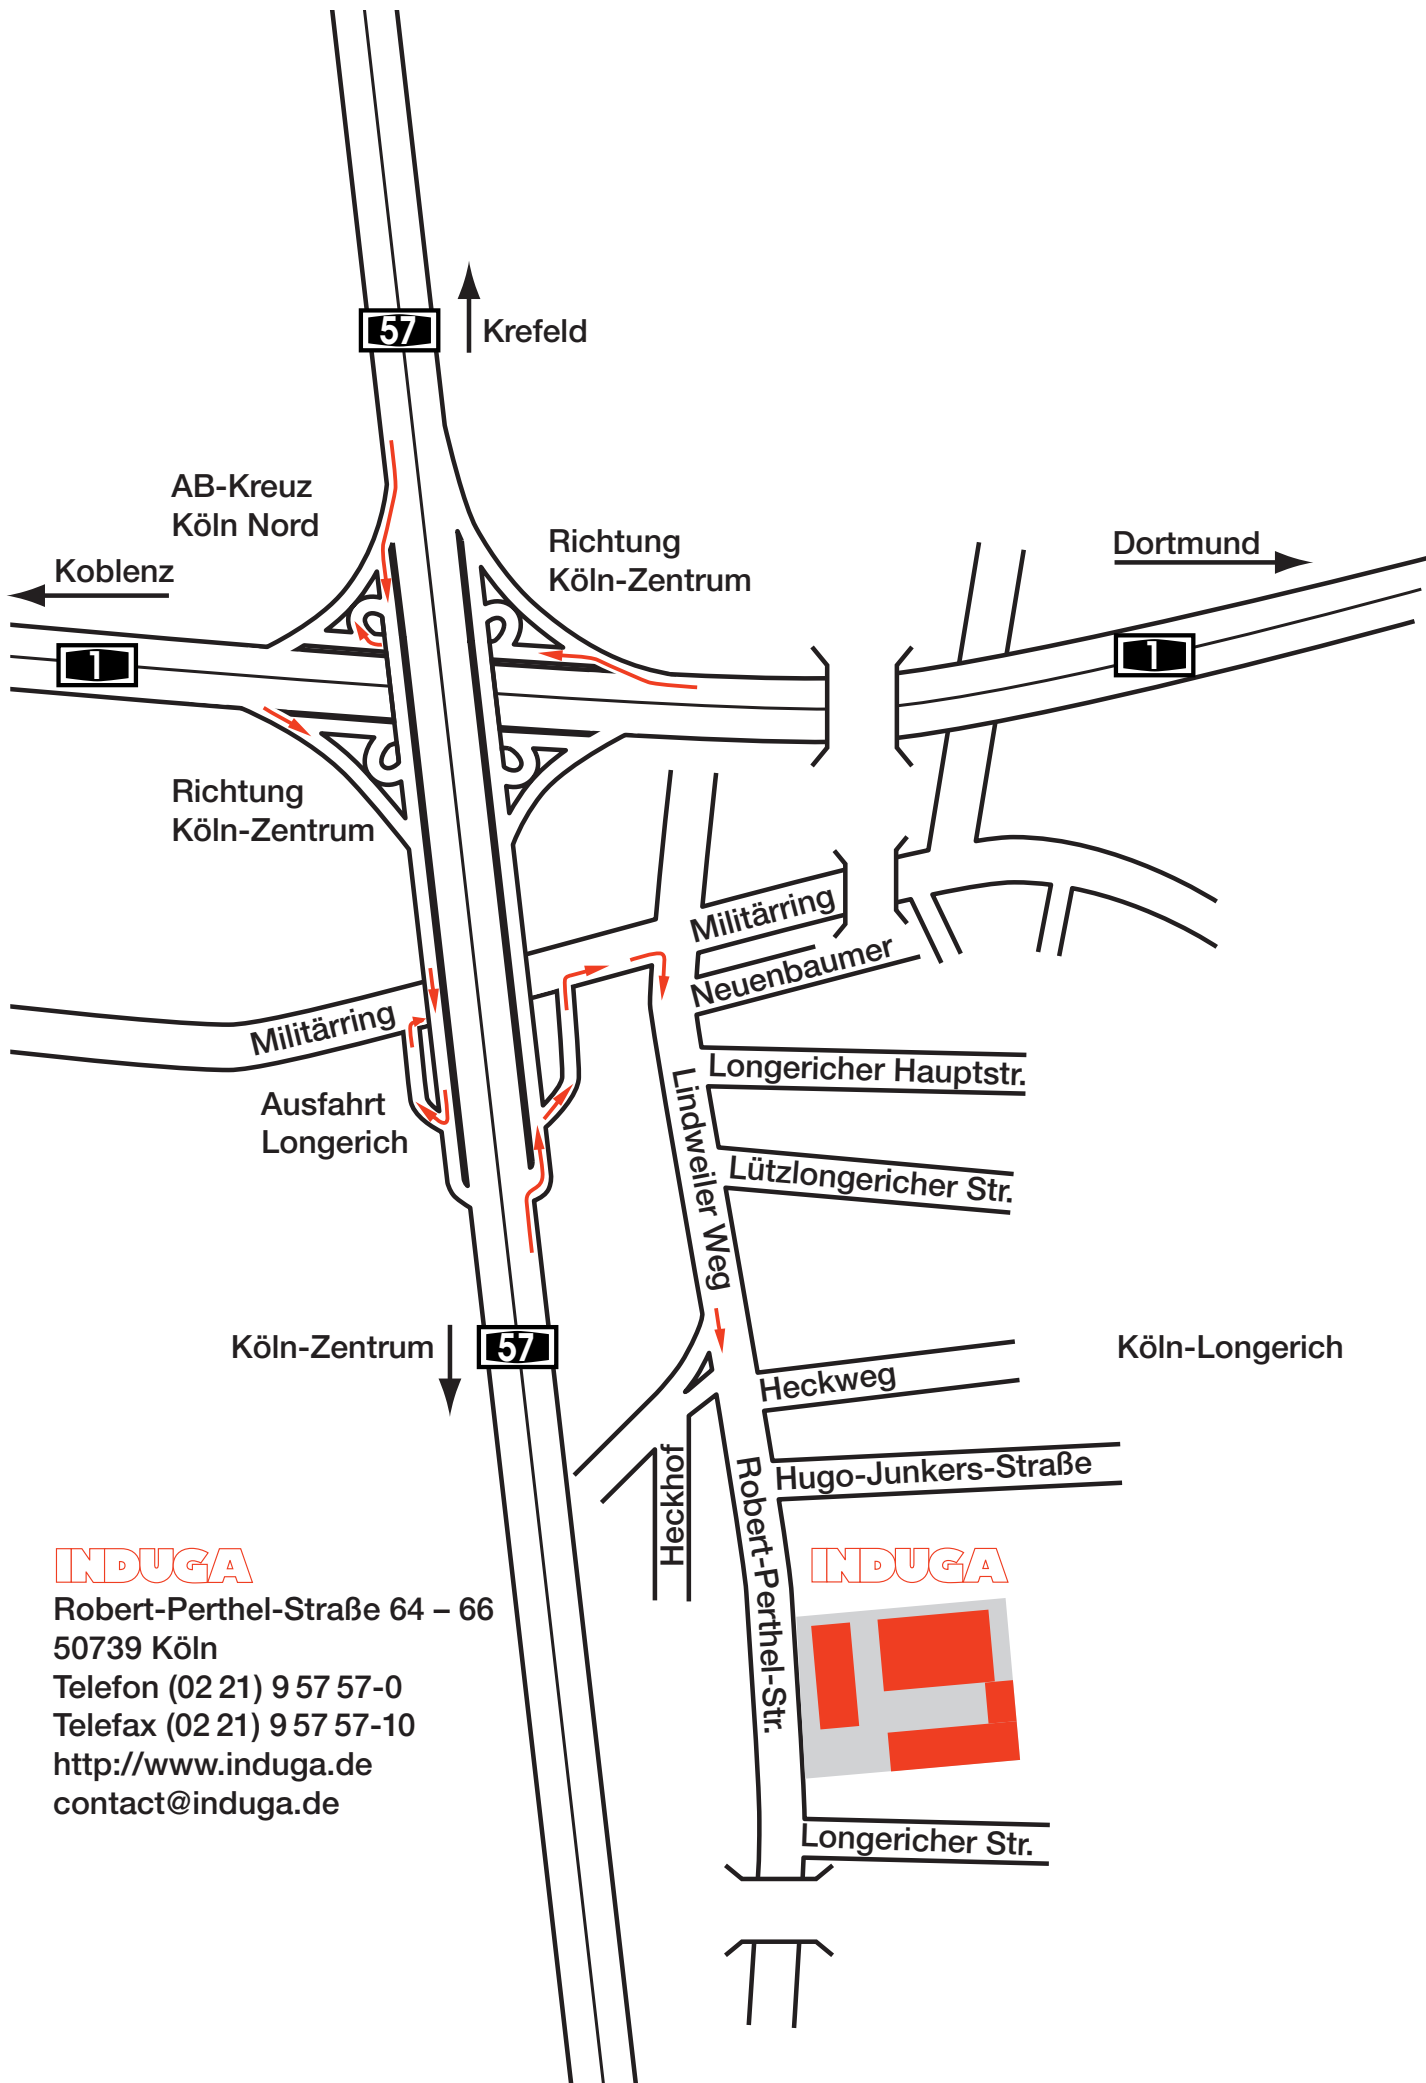 57
Krefeld
AB-Kreuz
Köln Nord
Richtung
Köln-Zentrum
Dortmund
Koblenz
1
1
Richtung
Köln-Zentrum
Militärring
Neuenbaumer
Militärring
Longericher Hauptstr.
Ausfahrt
Longerich
Lindweiler Weg
Lützlongericher Str.
Köln-Zentrum
57
Köln-Longerich
Heckweg
Heckhof
Hugo-Junkers-Straße
Robert-Perthel-Str.
INDUGA
INDUGA
Robert-Perthel-Straße 64 – 66
50739 Köln
Telefon (02 21) 9 57 57-0
Telefax (02 21) 9 57 57-10
http://www.induga.de
contact@induga.de
Longericher Str.